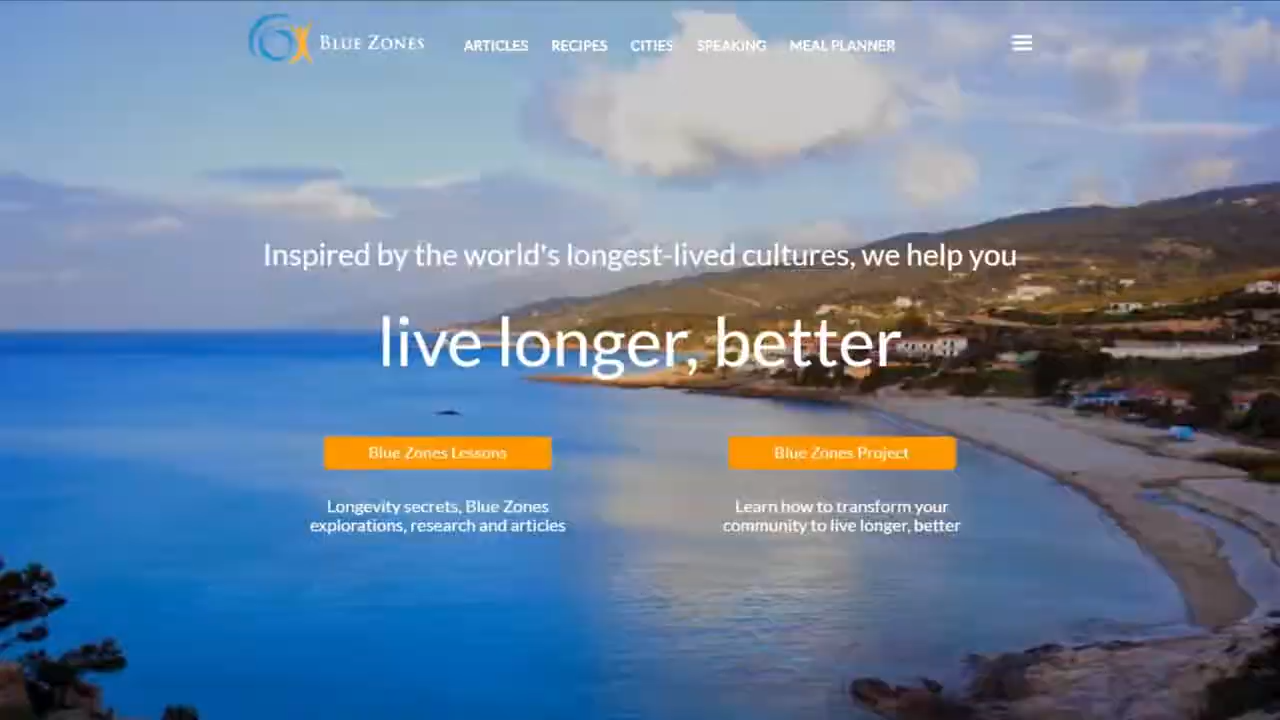 BLUE ZONES
ARTICLES RECIPES CITIES SPEAKING MEAL PLANNER
Inspired by the world's longest-lived cultures, we help you
live longer, better
Blue Zones Lessons
Longevity secrets, Blue Zones
explorations, research and articles
Blue Zones Project
Learn how to transform your
community to live longer, better